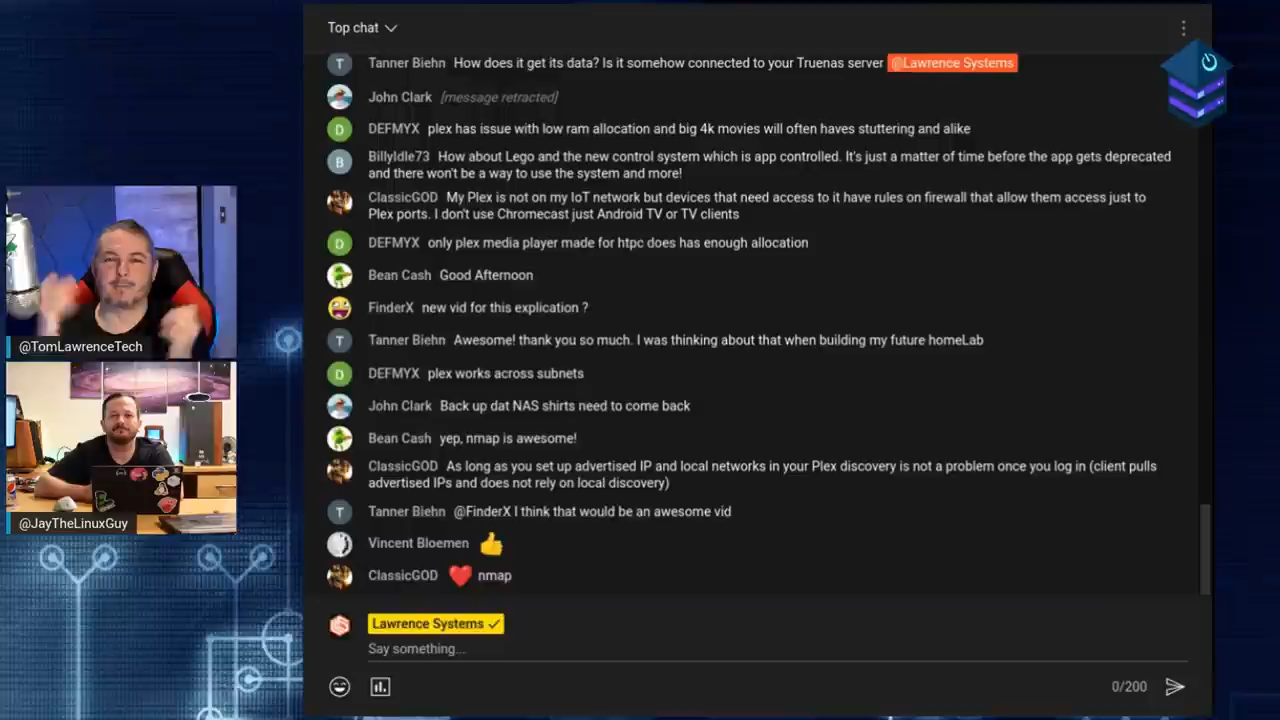 Top chat
Tanner Biehn How does it get its data? Is it somehow connected to your Truenas server @Lawrence Systems
John Clark [message retracted]
D DEFMYX plex has issue with low ram allocation and big 4k movies will often haves stuttering and alike
B BillyIdle73 How about Lego and the new control system which is app controlled. It's just a matter of time before the app gets deprecated
and there won't be a way to use the system and more!
ClassicGOD My Plex is not on my IoT network but devices that need access to it have rules on firewall that allow them access just to
Plex ports. I don't use Chromecast just Android TV or TV clients
D DEFMYX only plex media player made for htpc does has enough allocation
Bean Cash Good Afternoon
FinderX new vid for this explication ?
T Tanner Biehn Awesome! thank you so much. I was thinking about that when building my future homeLab
@TomLawrenceTech
D DEFMYX plex works across subnets
John Clark Back up dat NAS shirts need to come back
Bean Cash yep, nmap is awesome!
ClassicGOD As long as you set up advertised IP and local networks in your Plex discovery is not a problem once you log in (client pulls
advertised IPs and does not rely on local discovery)
T Tanner Biehn @FinderX I think that would be an awesome vid
@JayTheLinuxGuy
Vincent Bloemen 👍
ClassicGOD ❤️ nmap
Lawrence Systems ✓
Say something...
0/200